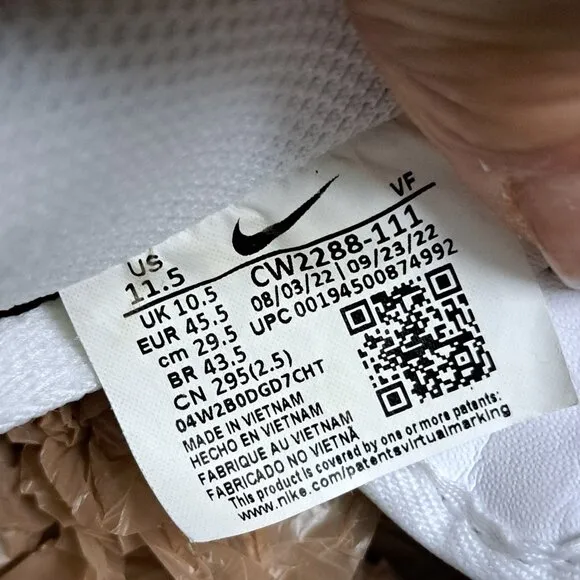 VF
US
11.5
UK 10.5
EUR 45.5
cm 29.5
BR 43.5
CN 295(2.5)
04W2B0DGD7CHT
CW2288-111
08/03/22 | 09/23/22
UPC 00194500874992
MADE IN VIETNAM
HECHO EN VIETNAM
FABRIQUE AU VIETNAM
FABRICADO NO VIETNÃ
This product is covered by one or more patents:
www.nike.com/patentsvirtualmarking